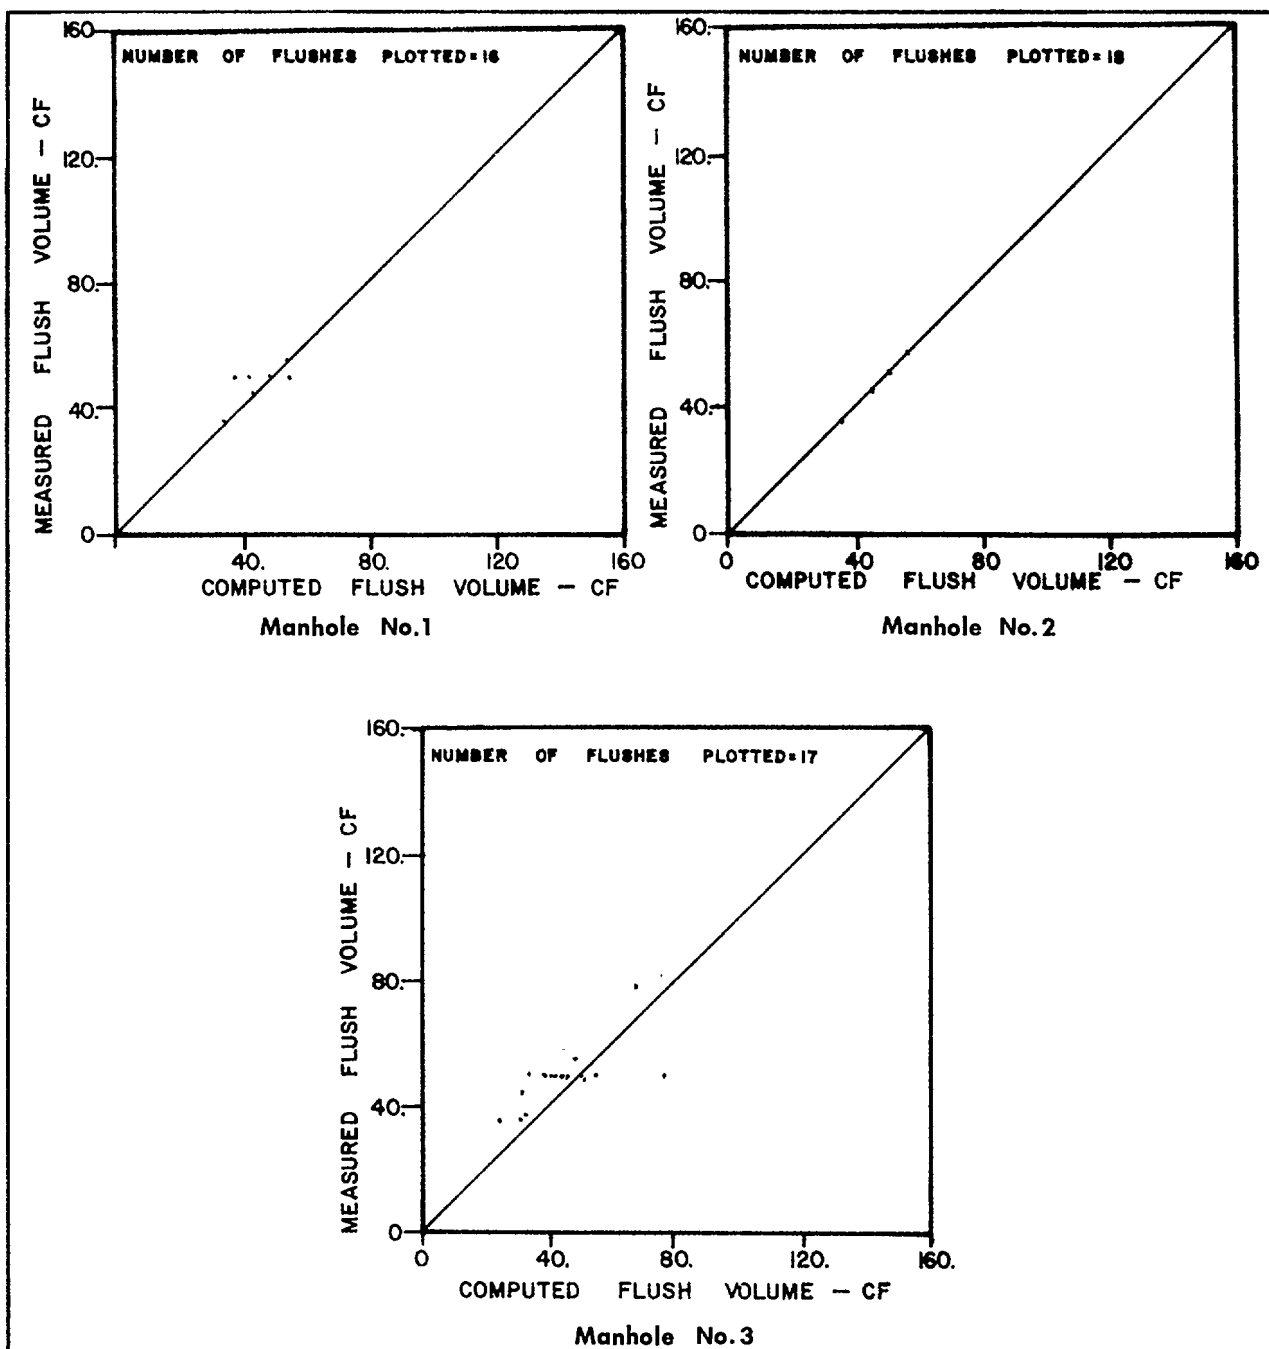 160.
NUMBER OF FLUSHES PLOTTED=16
120.
80.
40.
0
MEASURED FLUSH VOLUME — CF
40. 80. 120 160
COMPUTED FLUSH VOLUME — CF
Manhole No.1
160.
NUMBER OF FLUSHES PLOTTED=18
120.
80.
40.
0
MEASURED FLUSH VOLUME — CF
0 40. 80 120 160
COMPUTED FLUSH VOLUME — CF
Manhole No.2
160.
NUMBER OF FLUSHES PLOTTED=17
120.
80.
40.
0
MEASURED FLUSH VOLUME — CF
0 40. 80. 120. 160.
COMPUTED FLUSH VOLUME — CF
Manhole No.3